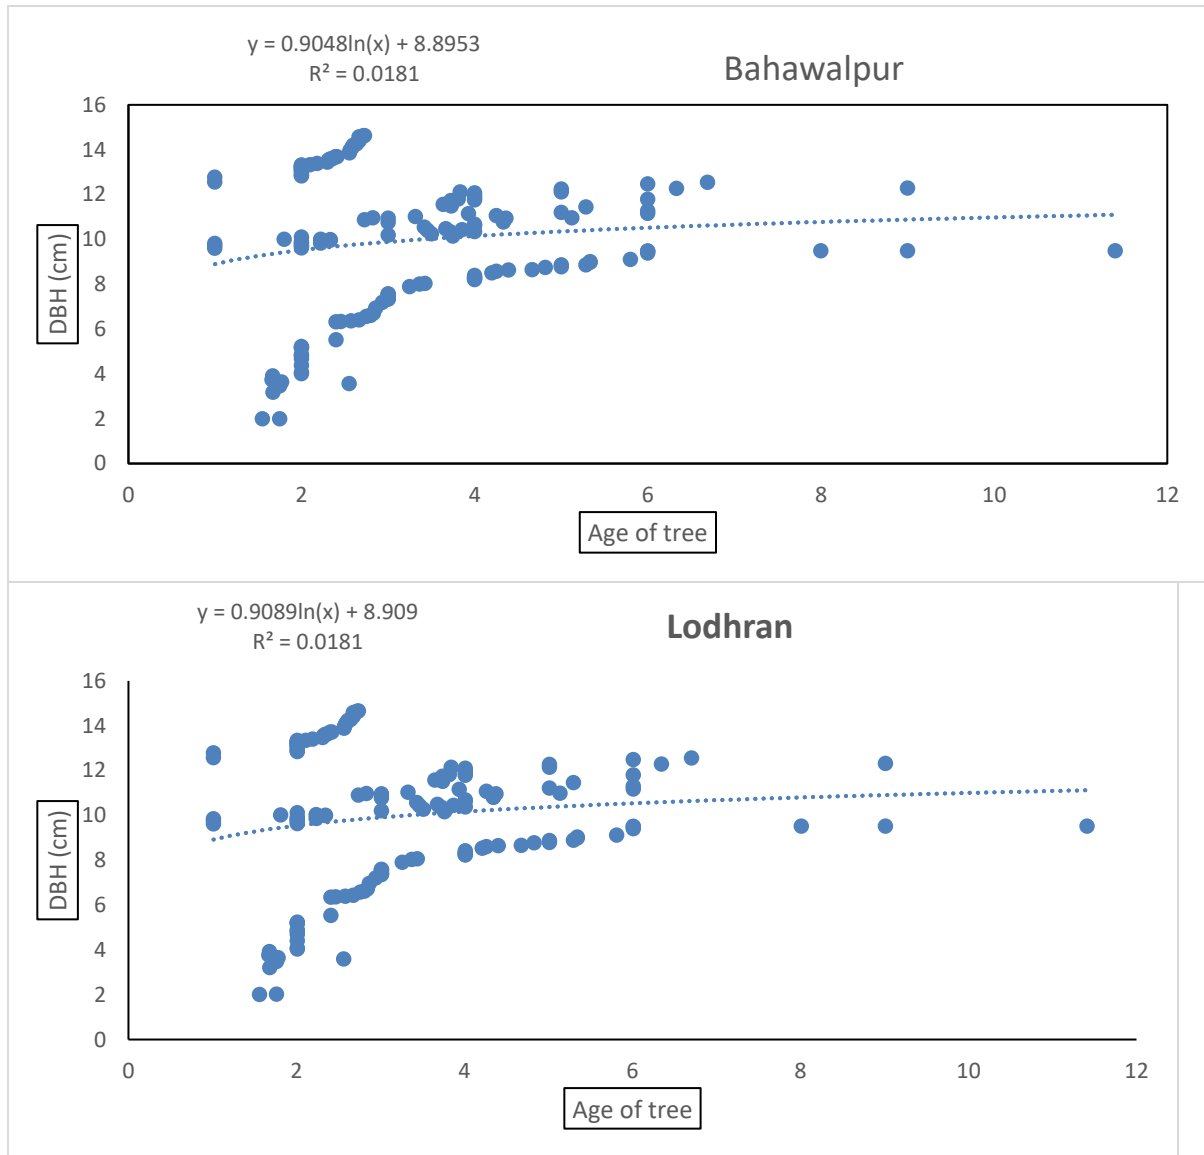 y = 0.9048ln(x) + 8.8953
R² = 0.0181
Bahawalpur
16
14
12
10
8
6
4
2
0
DBH (cm)
0 2 4 6 8 10 12
Age of tree
y = 0.9089ln(x) + 8.909
R² = 0.0181
Lodhran
16
14
12
10
8
6
4
2
0
DBH (cm)
0 2 4 6 8 10 12
Age of tree